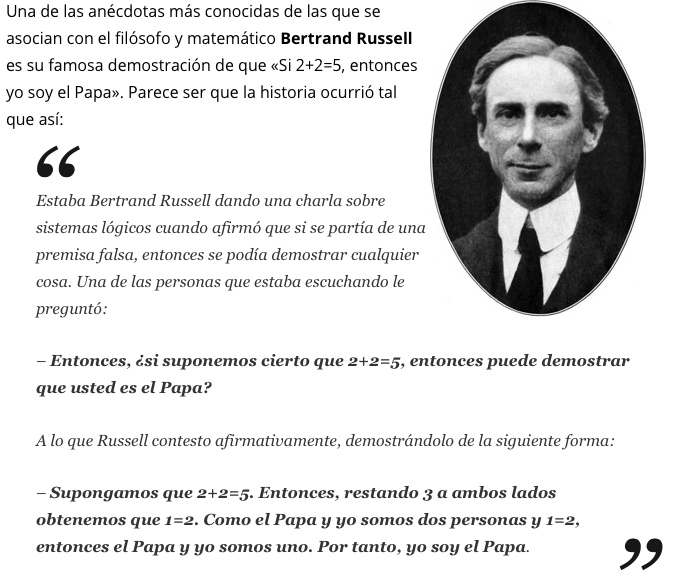 Una de las anécdotas más conocidas de las que se
asocian con el filósofo y matemático Bertrand Russell
es su famosa demostración de que «Si 2+2=5, entonces
yo soy el Papa». Parece ser que la historia ocurrió tal
que así:
“
Estaba Bertrand Russell dando una charla sobre
sistemas lógicos cuando afirmó que si se partía de una
premisa falsa, entonces se podía demostrar cualquier
cosa. Una de las personas que estaba escuchando le
preguntó:
– Entonces, ¿si suponemos cierto que 2+2=5, entonces puede demostrar
que usted es el Papa?
A lo que Russell contesto afirmativamente, demostrándolo de la siguiente forma:
– Supongamos que 2+2=5. Entonces, restando 3 a ambos lados
obtenemos que 1=2. Como el Papa y yo somos dos personas y 1=2,
entonces el Papa y yo somos uno. Por tanto, yo soy el Papa.
”